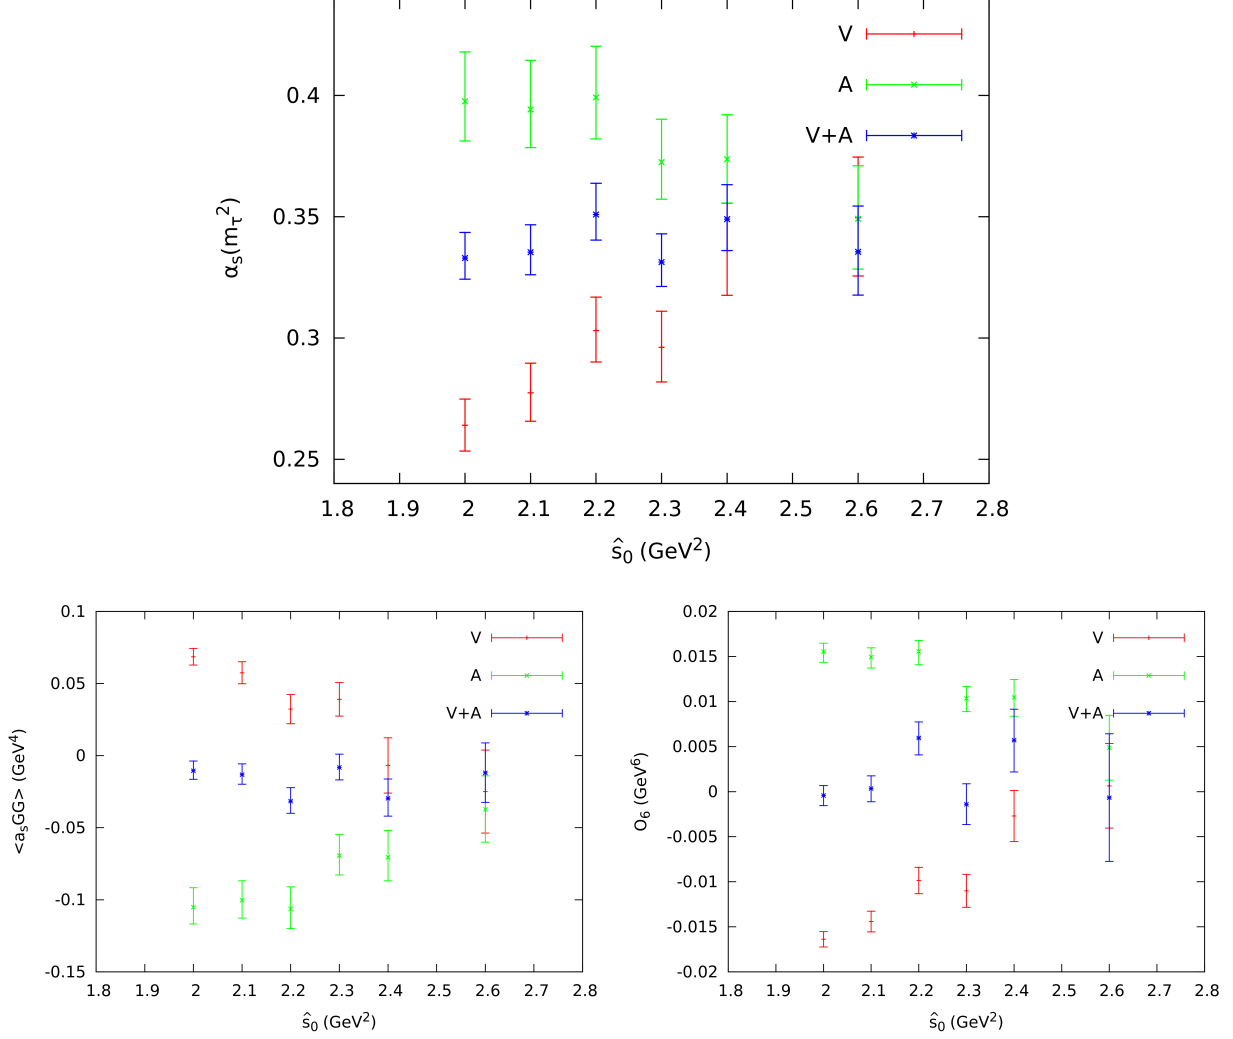 V
A
V+A
0.4
0.35
0.3
0.25
αs(mτ²)
1.8 1.9 2 2.1 2.2 2.3 2.4 2.5 2.6 2.7 2.8
ŝ0 (GeV²)
0.1
0.05
0
-0.05
-0.1
-0.15
<asGG> (GeV⁴)
V
A
V+A
1.8 1.9 2 2.1 2.2 2.3 2.4 2.5 2.6 2.7 2.8
ŝ0 (GeV²)
0.02
0.015
0.01
0.005
0
-0.005
-0.01
-0.015
-0.02
O6 (GeV⁶)
V
A
V+A
1.8 1.9 2 2.1 2.2 2.3 2.4 2.5 2.6 2.7 2.8
ŝ0 (GeV²)